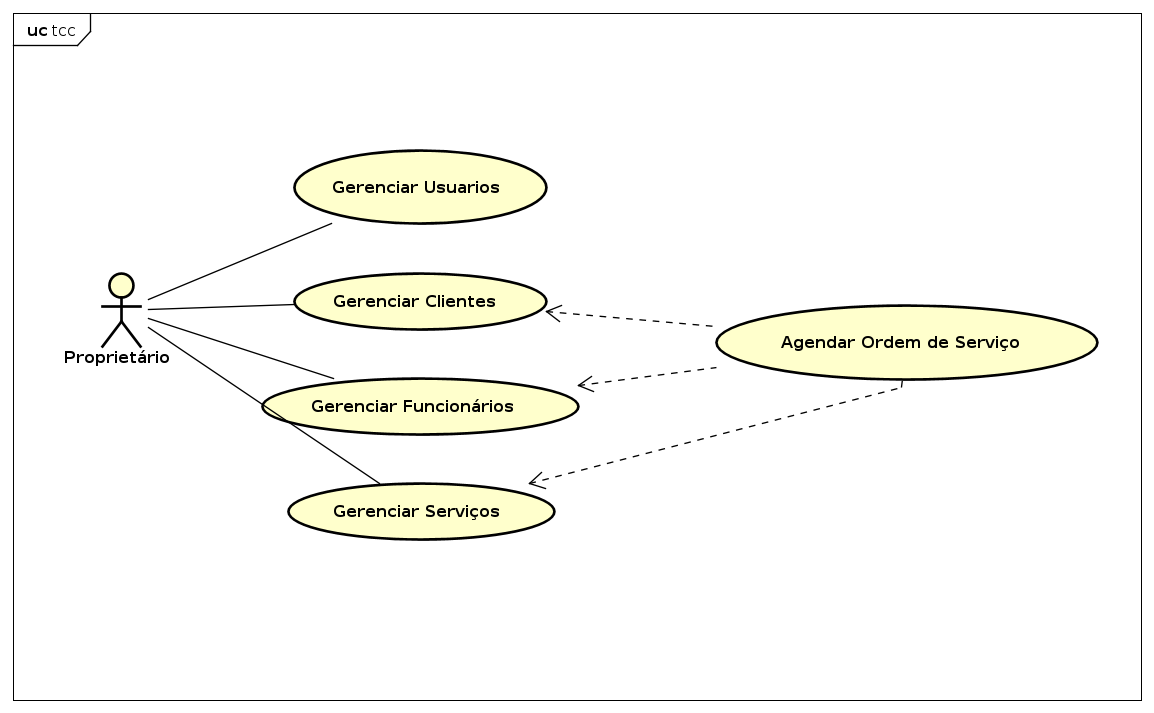 uc tcc
Gerenciar Usuarios
Gerenciar Clientes
Agendar Ordem de Serviço
Proprietário
Gerenciar Funcionários
Gerenciar Serviços